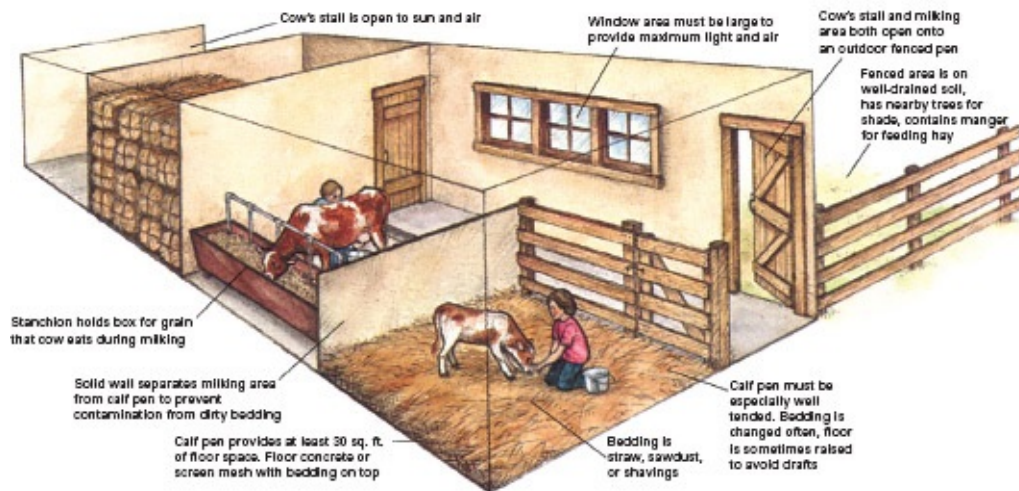 Cow's stall is open to sun and air
Window area must be large to
provide maximum light and air
Cow's stall and milking
area both open onto
an outdoor fenced pen
Fenced area is on
well-drained soil,
has nearby trees for
shade, contains manger
for feeding hay
Stanchion holds box for grain
that cow eats during milking
Solid wall separates milking area
from calf pen to prevent
contamination from dirty bedding
Calf pen provides at least 30 sq. ft.
of floor space. Floor concrete or
screen mesh with bedding on top
Bedding is
straw, sawdust,
or shavings
Calf pen must be
especially well
tended. Bedding is
changed often, floor
is sometimes raised
to avoid drafts